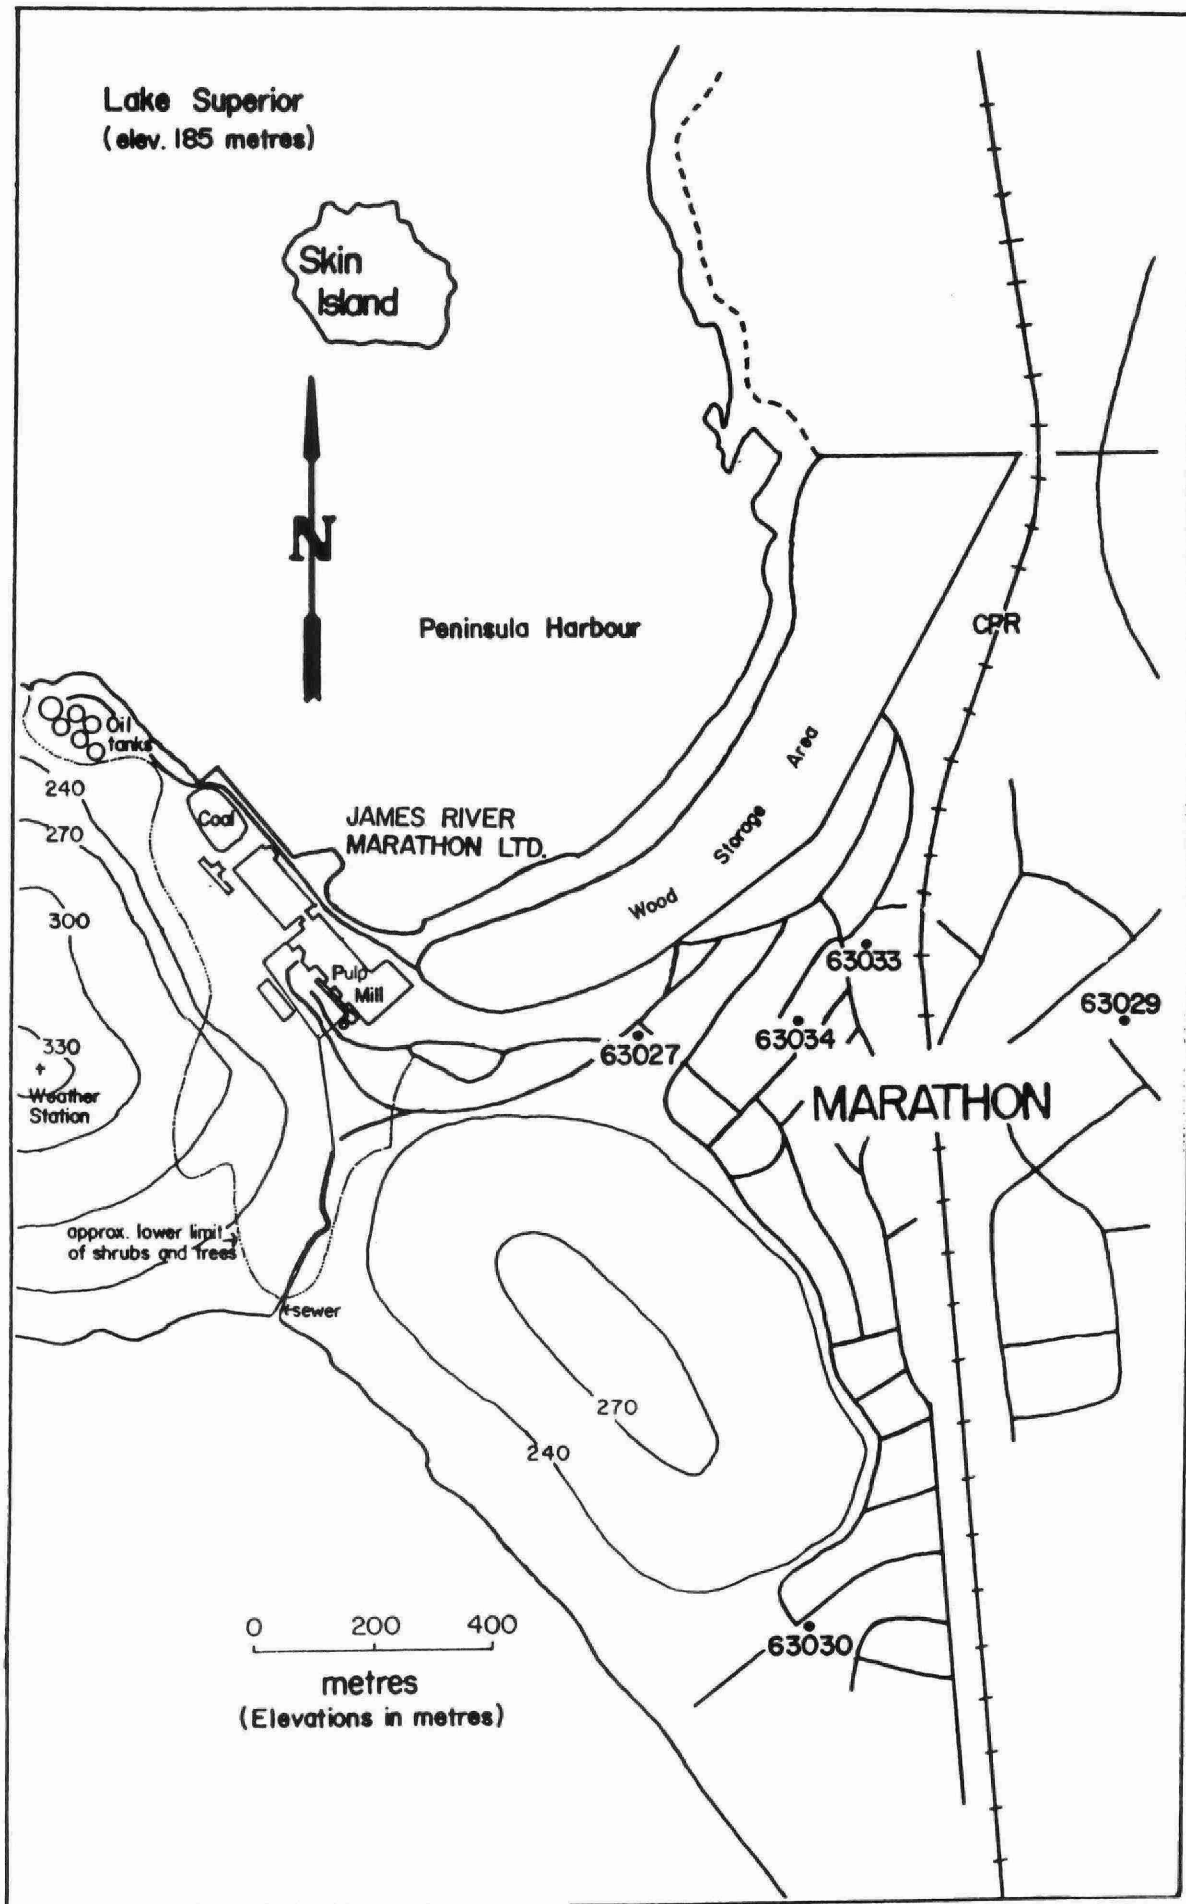 Lake Superior
(elev. 185 metres)
Skin
Island
N
Peninsula Harbour
CPR
Oil
tanks
240
270
Coal
JAMES RIVER
MARATHON LTD.
Wood Storage Area
300
Pulp
Mill
63033
63029
63034
63027
330
Weather
Station
MARATHON
approx. lower limit
of shrubs and trees
sewer
270
240
0 200 400
metres
(Elevations in metres)
63030